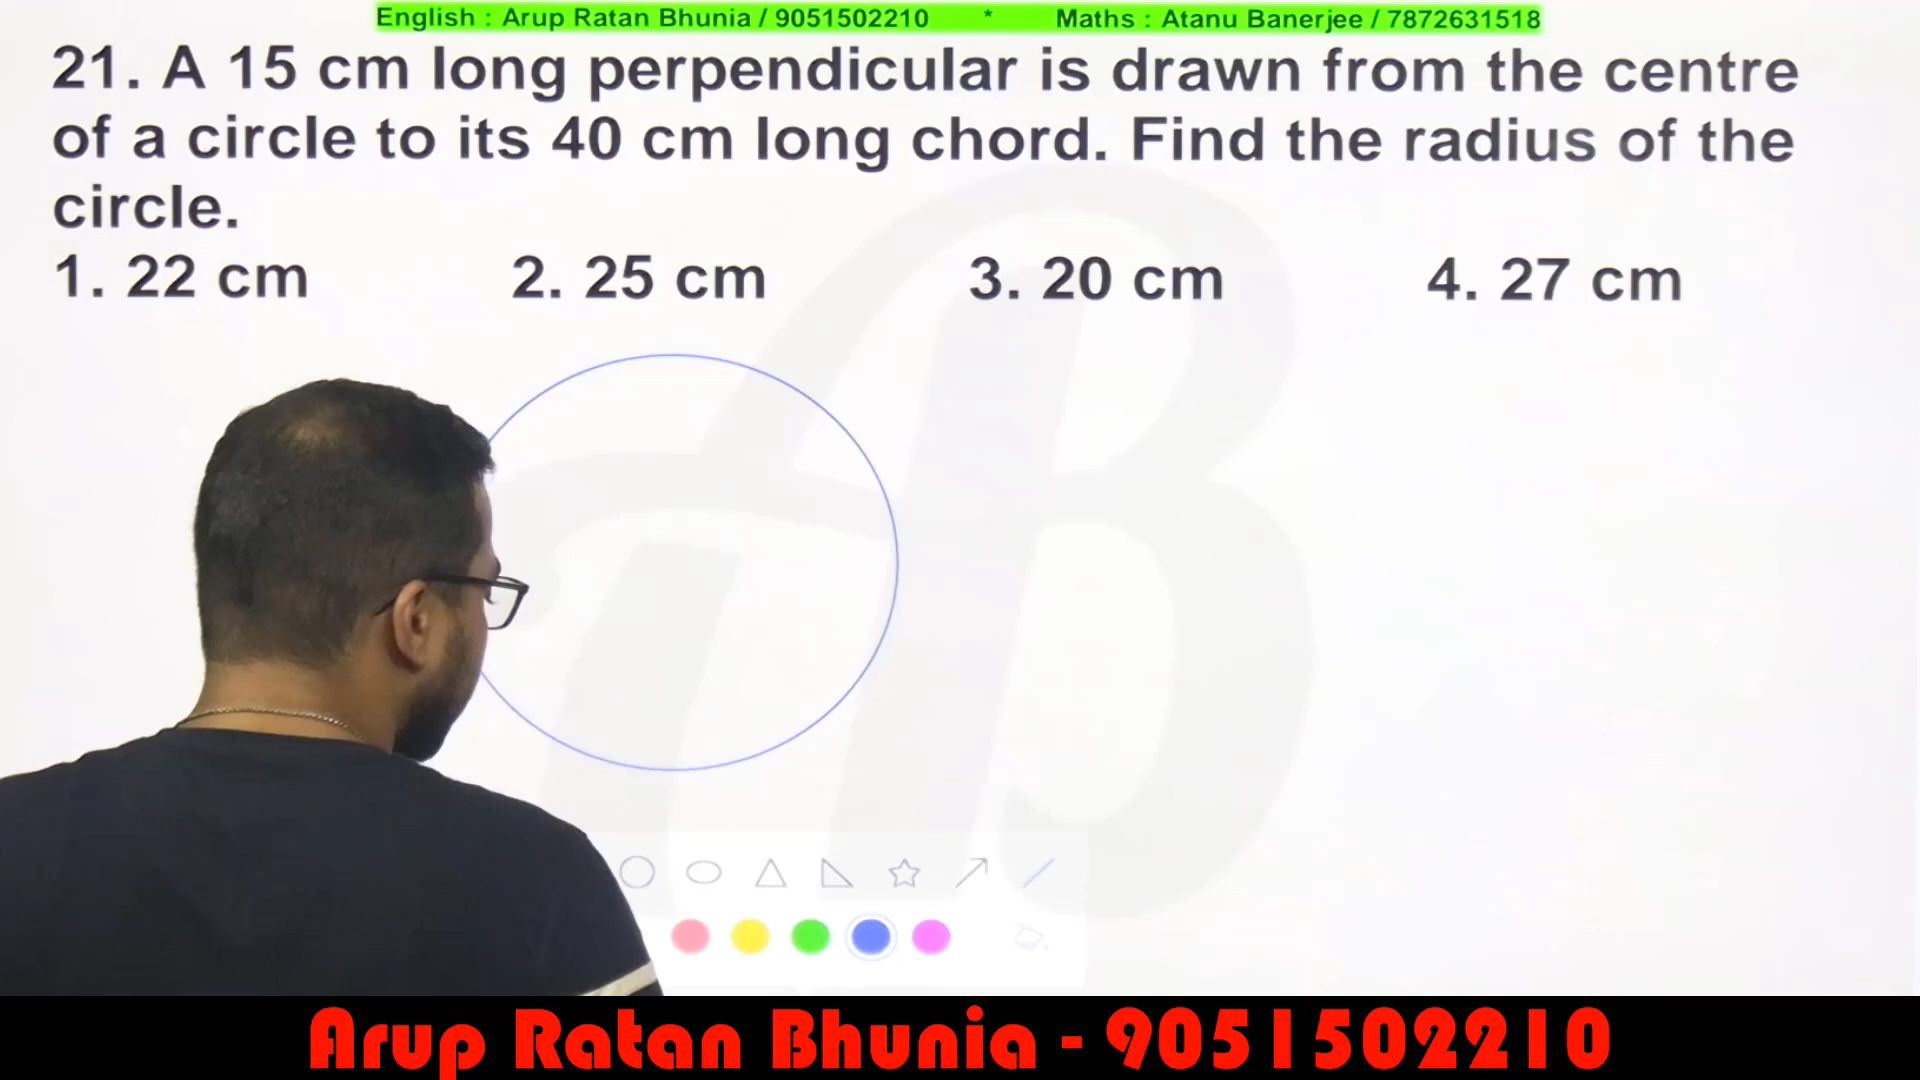 English : Arup Ratan Bhunia / 9051502210 * Maths : Atanu Banerjee / 7872631518
21. A 15 cm long perpendicular is drawn from the centre
of a circle to its 40 cm long chord. Find the radius of the
circle.
1. 22 cm 2. 25 cm 3. 20 cm 4. 27 cm
Arup Ratan Bhunia - 9051502210